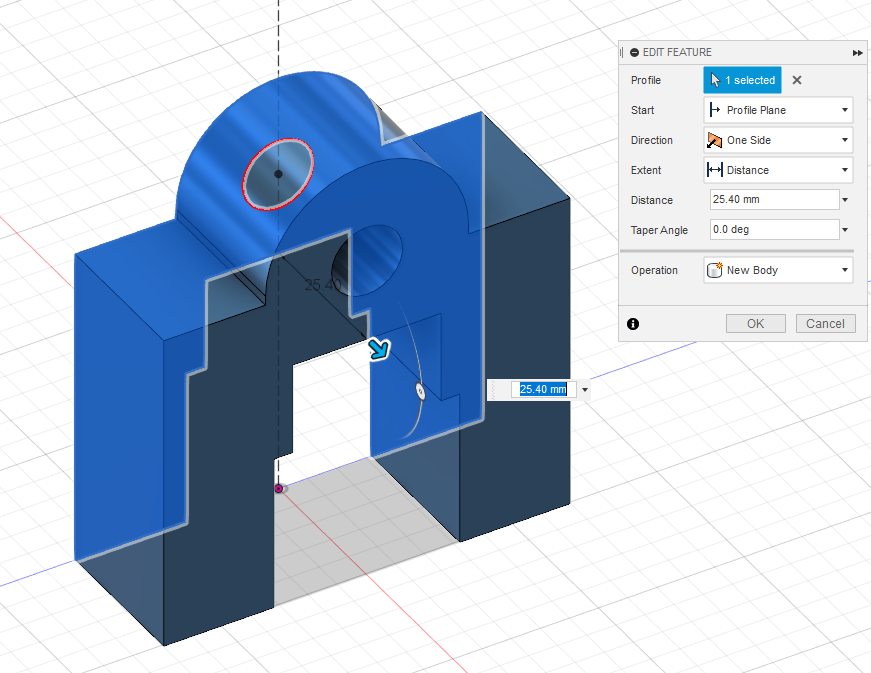 EDIT FEATURE
Profile 1 selected
Start Profile Plane
Direction One Side
Extent Distance
Distance 25.40 mm
Taper Angle 0.0 deg
Operation New Body
OK Cancel
25.40
25.40 mm